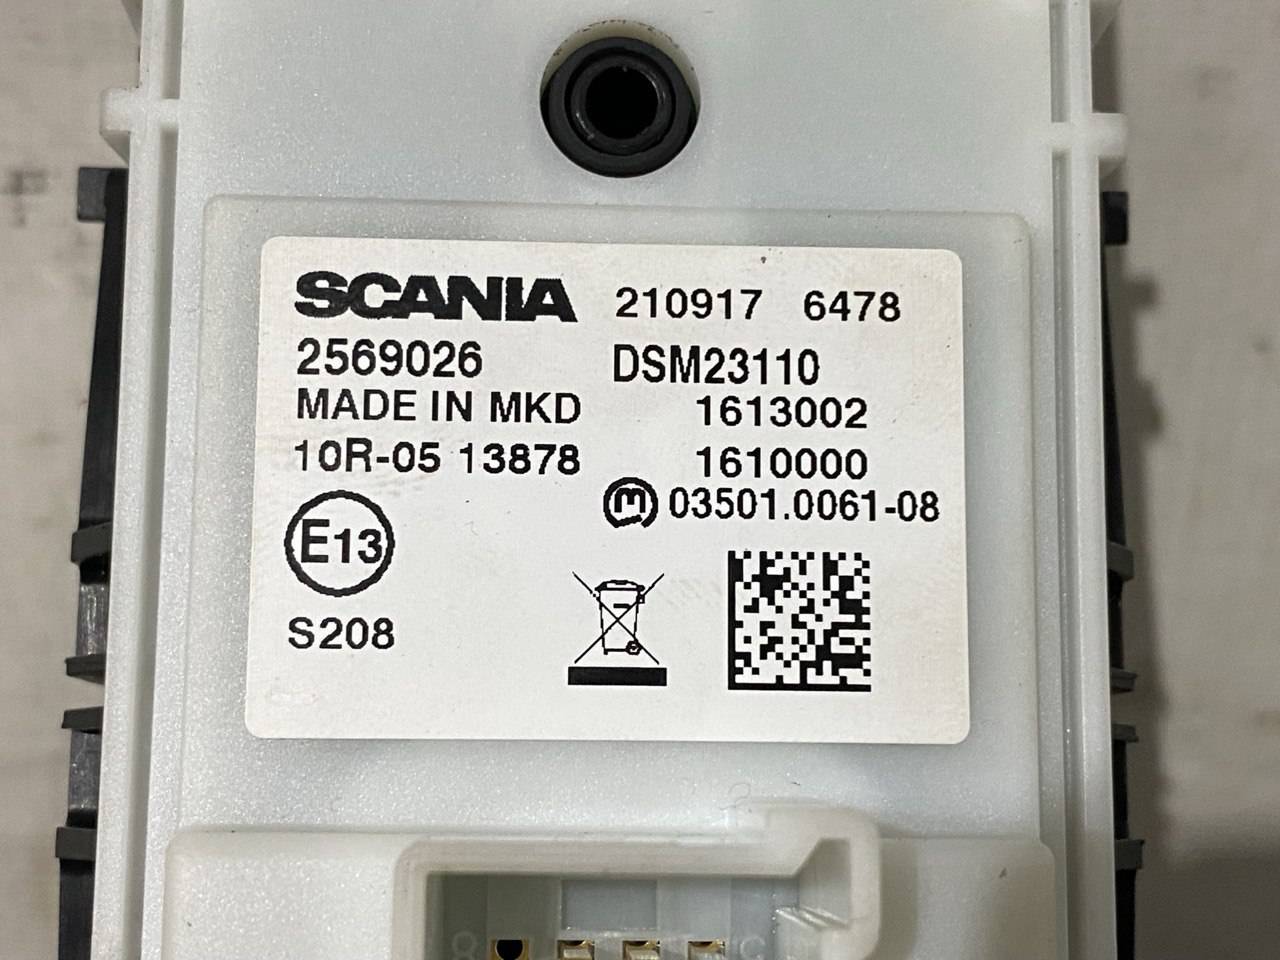 SCANIA 210917 6478
2569026 DSM23110
MADE IN MKD 1613002
10R-05 13878 1610000
M 03501.0061-08
E13
S208